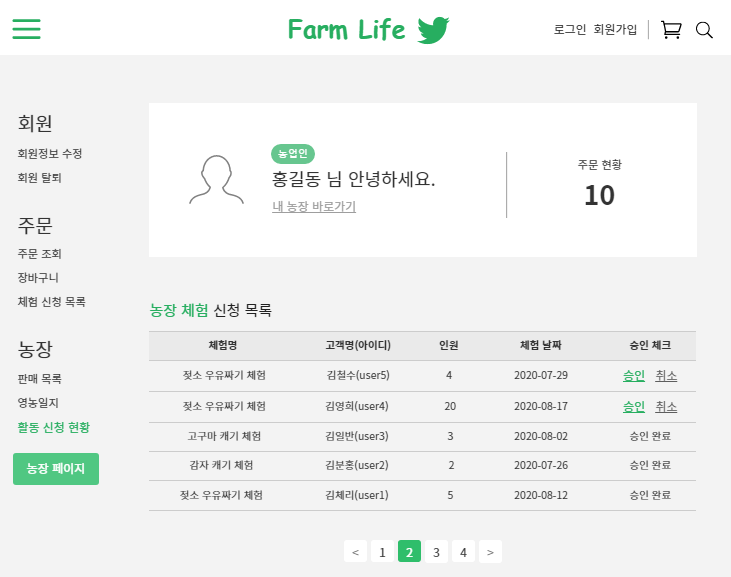 Farm Life
로그인 회원가입
회원
회원정보 수정
회원 탈퇴
주문
주문 조회
장바구니
체험 신청 목록
농장
판매 목록
영농일지
활동 신청 현황
농장 페이지
농업인
홍길동 님 안녕하세요.
내 농장 바로가기
주문 현황
10
농장 체험 신청 목록
체험명 고객명(아이디) 인원 체험 날짜 승인 체크
젖소 우유짜기 체험 김철수(user5) 4 2020-07-29 승인 취소
젖소 우유짜기 체험 김영희(user4) 20 2020-08-17 승인 취소
고구마 캐기 체험 김일반(user3) 3 2020-08-02 승인 완료
감자 캐기 체험 김분홍(user2) 2 2020-07-26 승인 완료
젖소 우유짜기 체험 김체리(user1) 5 2020-08-12 승인 완료
< 1 2 3 4 >